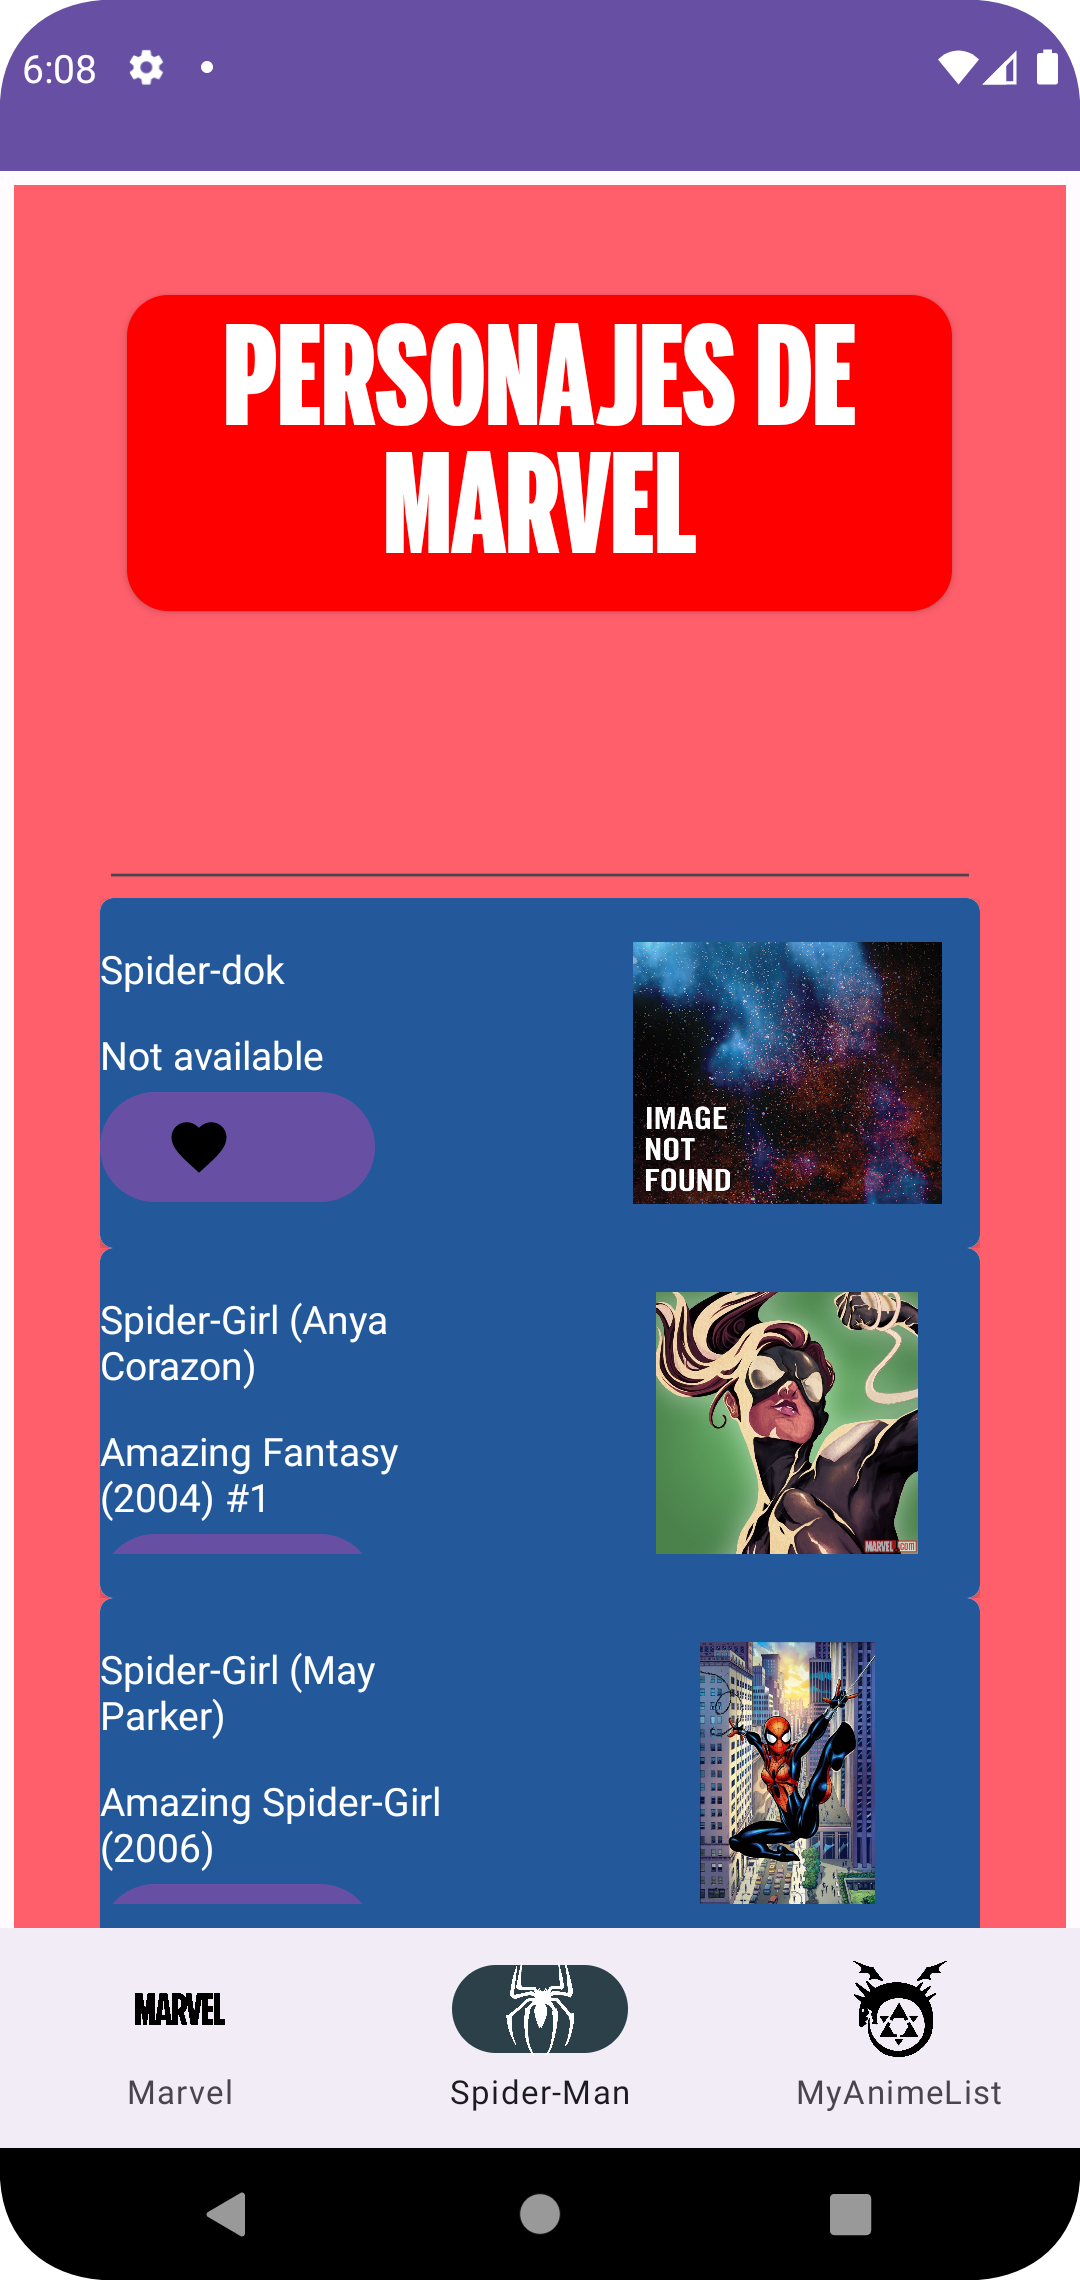 6:08
PERSONAJES DE
MARVEL
Spider-dok
Not available
IMAGE
NOT
FOUND
Spider-Girl (Anya
Corazon)
Amazing Fantasy
(2004) #1
MARVEL.COM
Spider-Girl (May
Parker)
Amazing Spider-Girl
(2006)
MARVEL
Marvel
Spider-Man
MyAnimeList